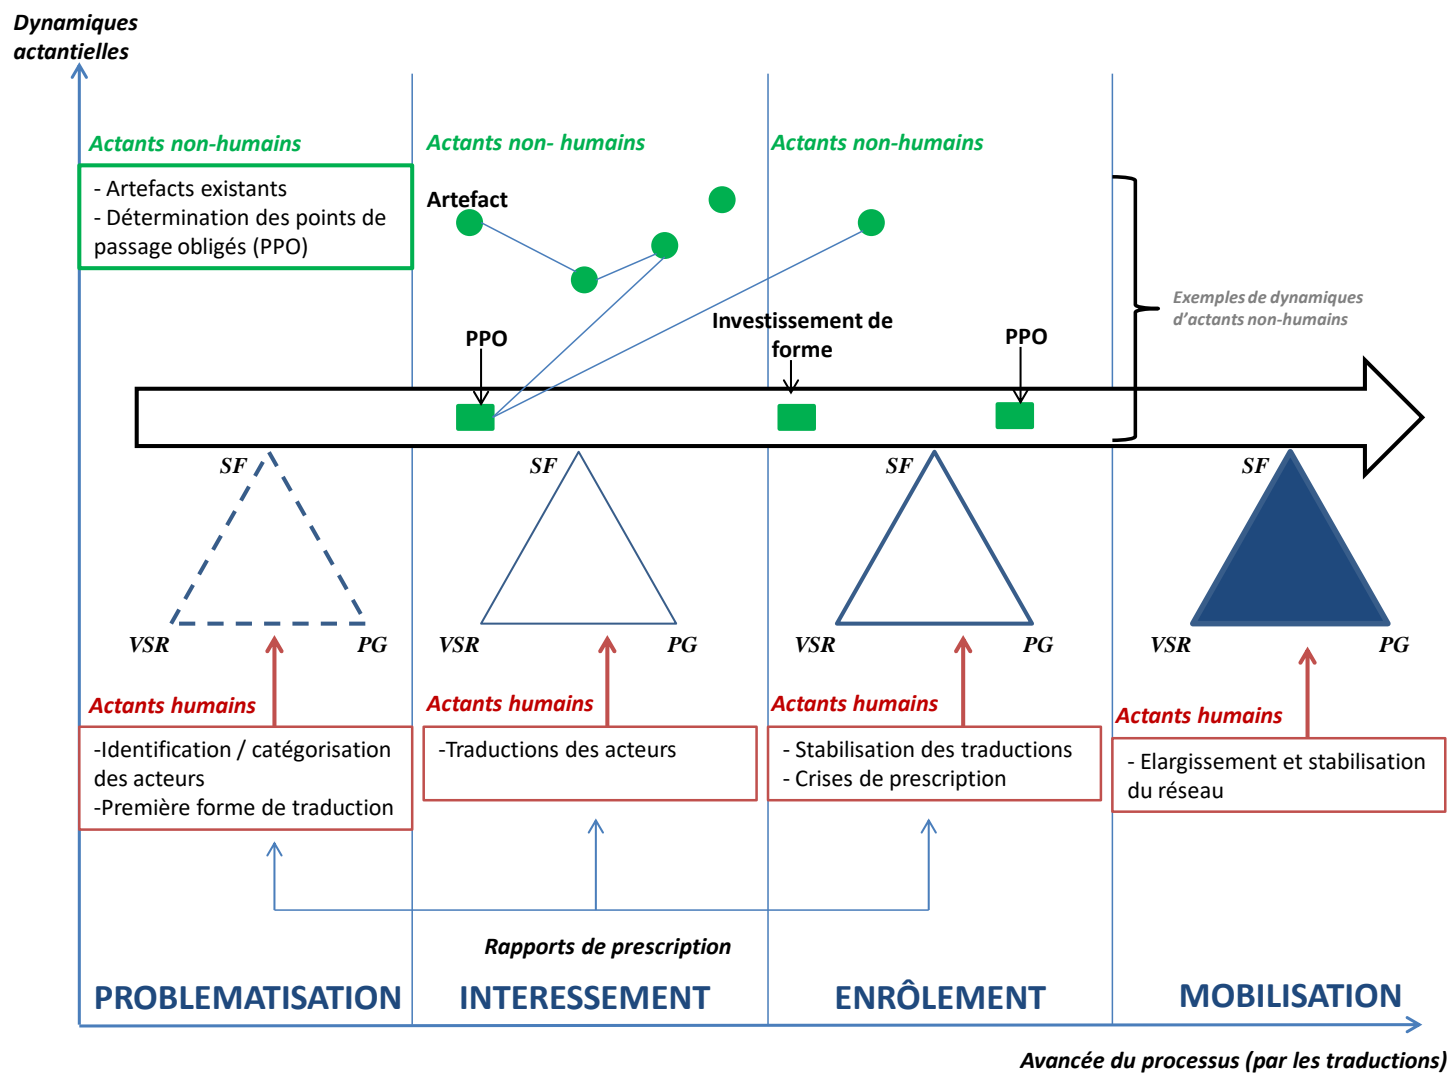 Dynamiques
actantielles
Actants non-humains
- Artefacts existants
- Détermination des points de
passage obligés (PPO)
Actants non- humains
Artefact
PPO
Actants non-humains
Investissement de
forme
PPO
Exemples de dynamiques
d’actants non-humains
SF
VSR
PG
SF
VSR
PG
SF
VSR
PG
SF
VSR
PG
Actants humains
-Identification / catégorisation
des acteurs
-Première forme de traduction
Actants humains
-Traductions des acteurs
Actants humains
- Stabilisation des traductions
- Crises de prescription
Actants humains
- Elargissement et stabilisation
du réseau
Rapports de prescription
PROBLEMATISATION
INTERESSEMENT
ENRÔLEMENT
MOBILISATION
Avancée du processus (par les traductions)